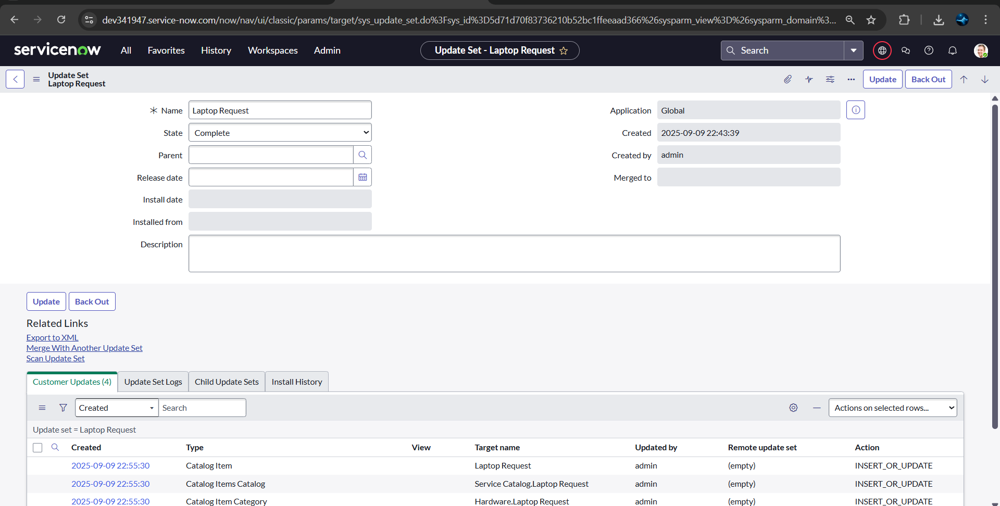 dev341947.service-now.com/now/nav/ui/classic/params/target/sys_update_set.do%3Fsys_id%3D5d71d70f83736210b52bc1ffeeaad366%26sysparm_view%3D%26sysparm_domain%3...
servicenow All Favorites History Workspaces Admin Update Set - Laptop Request Search
Update Set
Laptop Request
Update Back Out
Name Laptop Request Application Global
State Complete Created 2025-09-09 22:43:39
Parent Created by admin
Release date Merged to
Install date
Installed from
Description
Update Back Out
Related Links
Export to XML
Merge With Another Update Set
Scan Update Set
Customer Updates (4) Update Set Logs Child Update Sets Install History
Created Search Actions on selected rows...
Update set = Laptop Request
Created Type View Target name Updated by Remote update set Action
2025-09-09 22:55:30 Catalog Item Laptop Request admin (empty) INSERT_OR_UPDATE
2025-09-09 22:55:30 Catalog Items Catalog Service Catalog.Laptop Request admin (empty) INSERT_OR_UPDATE
2025-09-09 22:55:30 Catalog Item Category Hardware.Laptop Request admin (empty) INSERT_OR_UPDATE